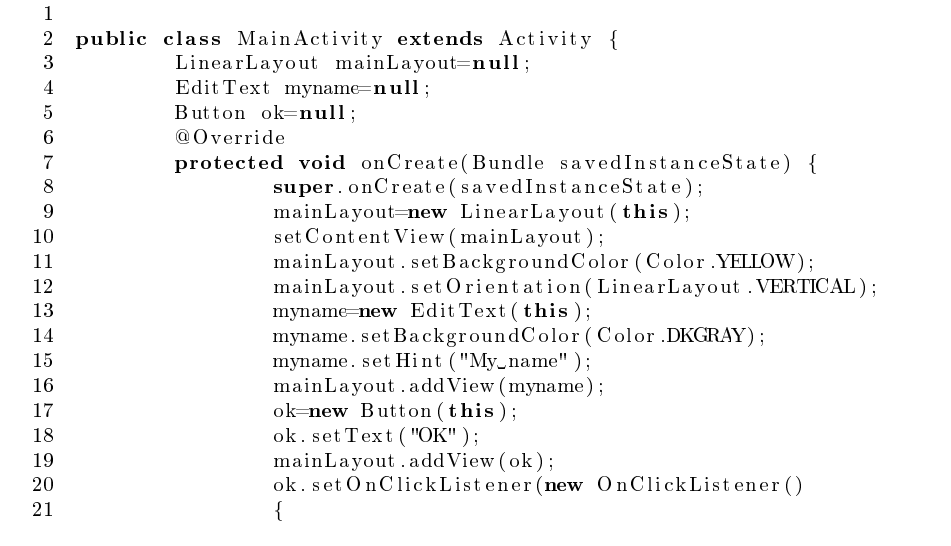 1
2 public class MainActivity extends Activity {
3 LinearLayout mainLayout=null;
4 EditText myname=null;
5 Button ok=null;
6 @Override
7 protected void onCreate(Bundle savedInstanceState) {
8 super.onCreate(savedInstanceState);
9 mainLayout=new LinearLayout(this);
10 setContentView(mainLayout);
11 mainLayout.setBackgroundColor(Color.YELLOW);
12 mainLayout.setOrientation(LinearLayout.VERTICAL);
13 myname=new EditText(this);
14 myname.setBackgroundColor(Color.DKGRAY);
15 myname.setHint("My␣name");
16 mainLayout.addView(myname);
17 ok=new Button(this);
18 ok.setText("OK");
19 mainLayout.addView(ok);
20 ok.setOnClickListener(new OnClickListener()
21 {